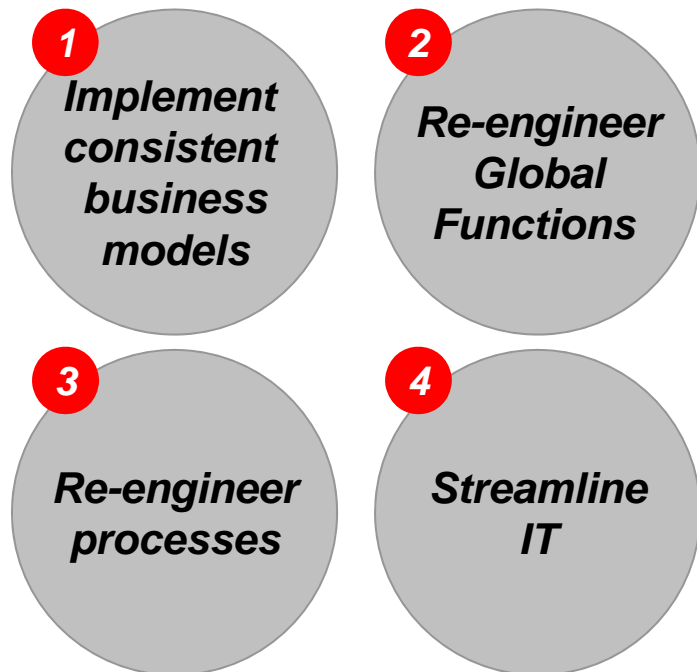 1
Implement
consistent
business
models
2
Re-engineer
Global
Functions
3
Re-engineer
processes
4
Streamline
IT